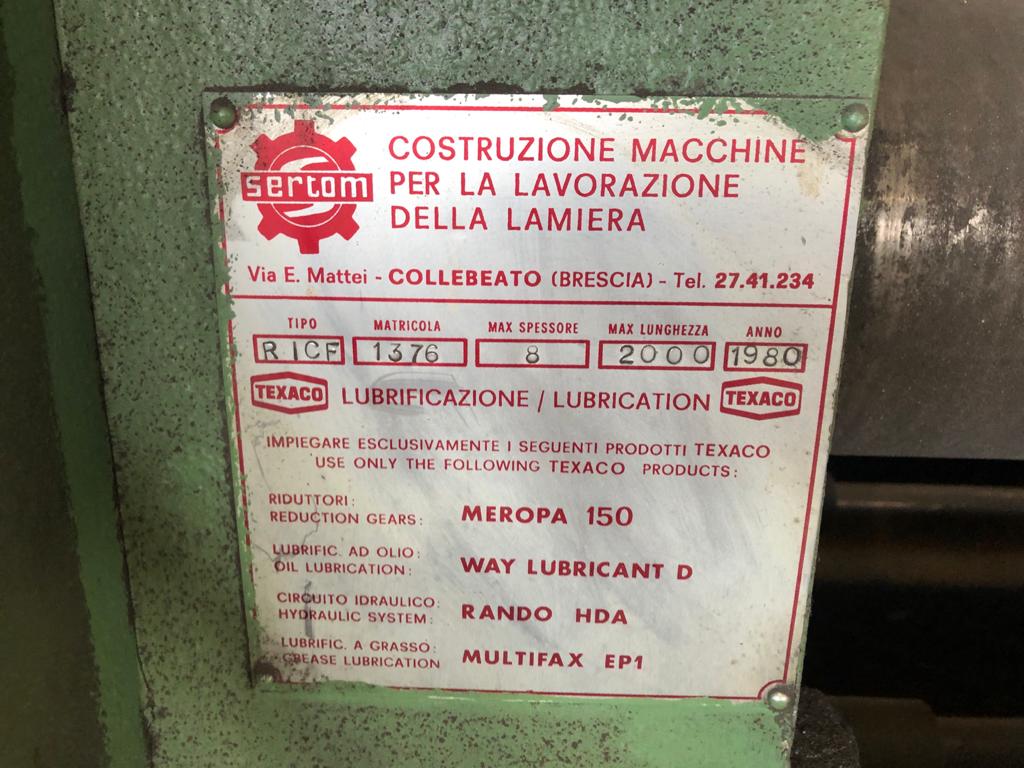 sertom
COSTRUZIONE MACCHINE
PER LA LAVORAZIONE
DELLA LAMIERA
Via E. Mattei - COLLEBEATO (BRESCIA) - Tel. 27.41.234
TIPO MATRICOLA MAX SPESSORE MAX LUNGHEZZA ANNO
RICF 1376 8 2000 1980
TEXACO LUBRIFICAZIONE / LUBRICATION TEXACO
IMPIEGARE ESCLUSIVAMENTE I SEGUENTI PRODOTTI TEXACO
USE ONLY THE FOLLOWING TEXACO PRODUCTS:
RIDUTTORI:
REDUCTION GEARS: MEROPA 150
LUBRIFIC. AD OLIO:
OIL LUBRICATION: WAY LUBRICANT D
CIRCUITO IDRAULICO:
HYDRAULIC SYSTEM: RANDO HDA
LUBRIFIC. A GRASSO:
GREASE LUBRICATION MULTIFAX EP1